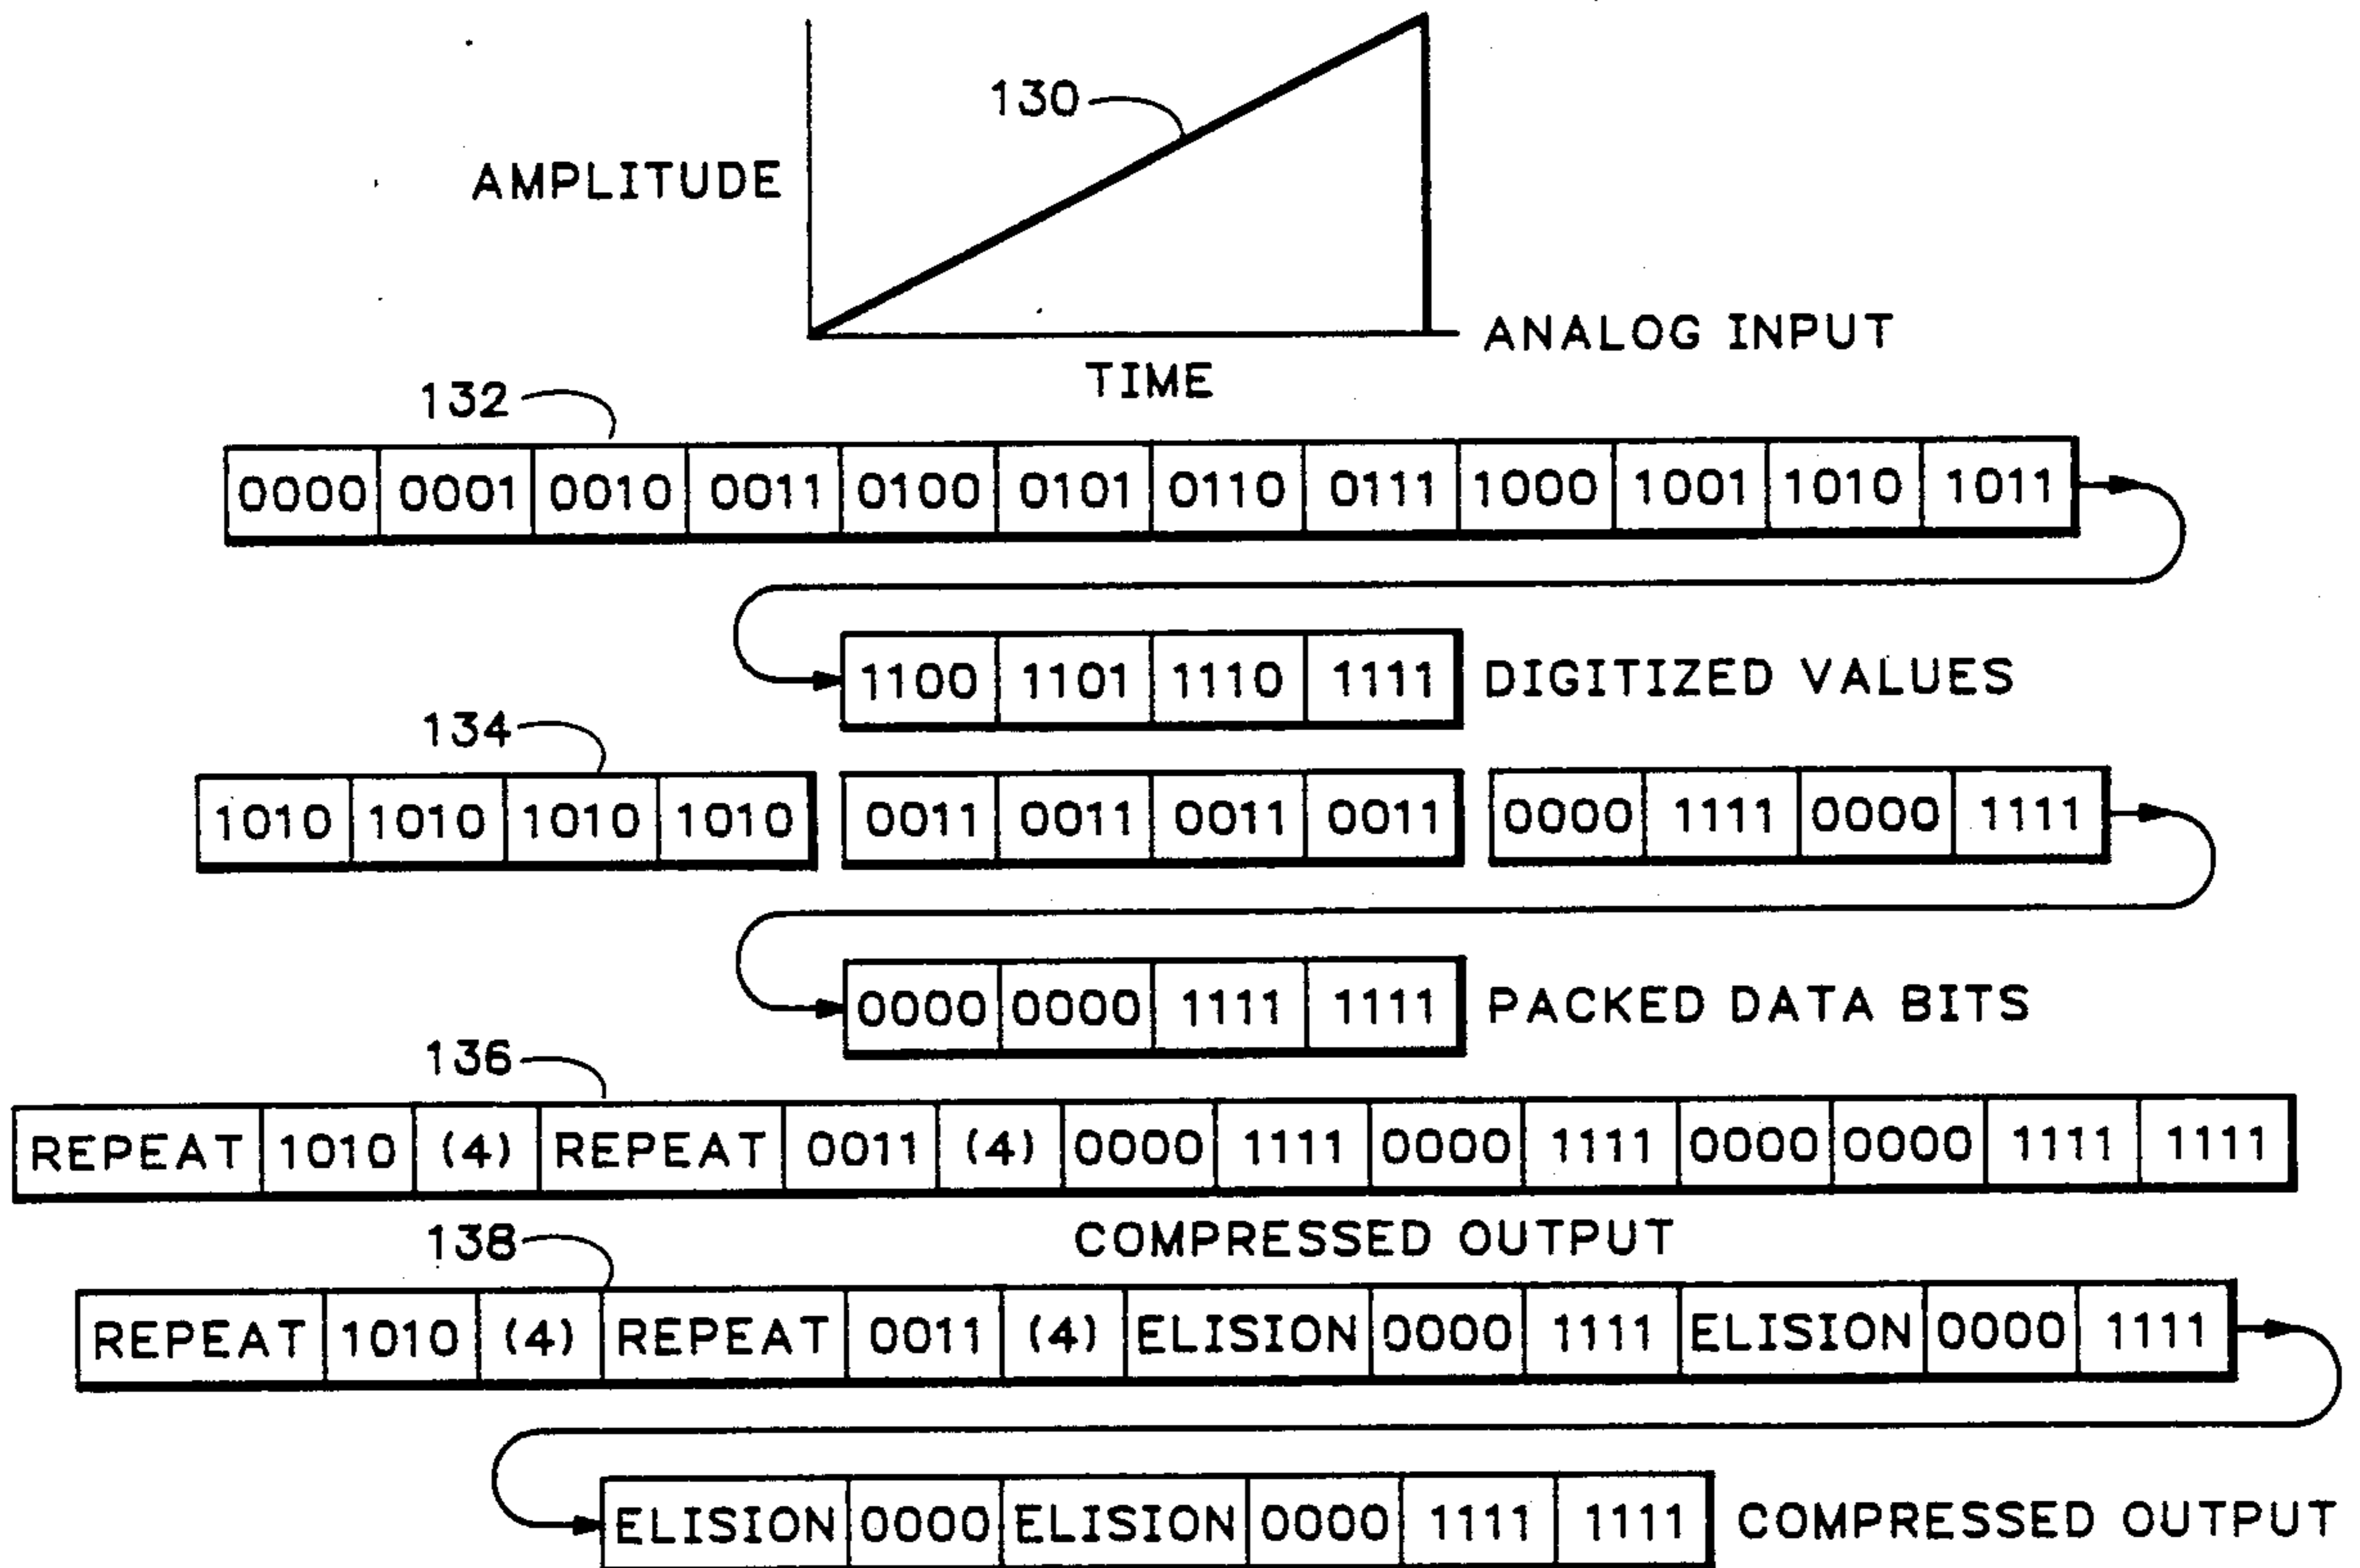 130
AMPLITUDE
ANALOG INPUT
TIME
132
0000 0001 0010 0011 0100 0101 0110 0111 1000 1001 1010 1011
1100 1101 1110 1111 DIGITIZED VALUES
134
1010 1010 1010 1010 0011 0011 0011 0011 0000 1111 0000 1111
0000 0000 1111 1111 PACKED DATA BITS
136
REPEAT 1010 (4) REPEAT 0011 (4) 0000 1111 0000 1111 0000 0000 1111 1111
COMPRESSED OUTPUT
138
REPEAT 1010 (4) REPEAT 0011 (4) ELISION 0000 1111 ELISION 0000 1111
ELISION 0000 ELISION 0000 1111 1111 COMPRESSED OUTPUT